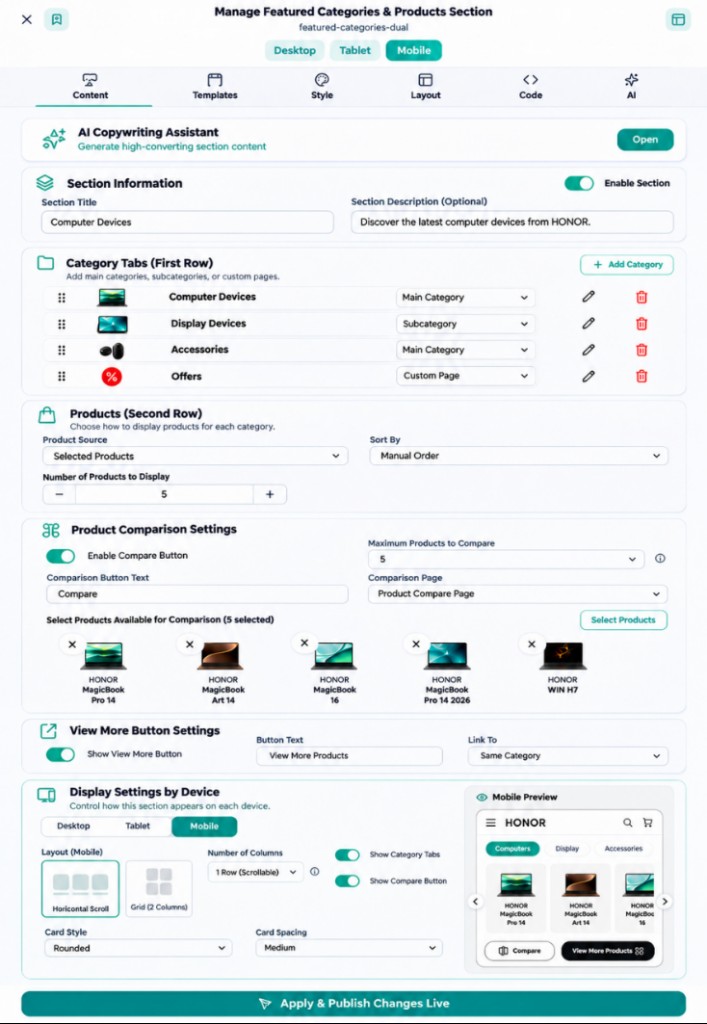 Manage Featured Categories & Products Section
featured-categories-dual
Desktop Tablet Mobile
Content Templates Style Layout Code AI
AI Copywriting Assistant
Generate high-converting section content
Open
Section Information
Enable Section
Section Title
Section Description (Optional)
Computer Devices
Discover the latest computer devices from HONOR.
Category Tabs (First Row)
Add main categories, subcategories, or custom pages.
+ Add Category
Computer Devices Main Category
Display Devices Subcategory
Accessories Main Category
% Offers Custom Page
Products (Second Row)
Choose how to display products for each category.
Product Source
Sort By
Selected Products
Manual Order
Number of Products to Display
− 5 +
Product Comparison Settings
Enable Compare Button
Maximum Products to Compare
5
Comparison Button Text
Comparison Page
Compare
Product Compare Page
Select Products Available for Comparison (5 selected)
Select Products
HONOR
MagicBook
Pro 14
HONOR
MagicBook
Art 14
HONOR
MagicBook
16
HONOR
MagicBook
Pro 14 2026
HONOR
WIN H7
View More Button Settings
Show View More Button
Button Text
Link To
View More Products
Same Category
Display Settings by Device
Control how this section appears on each device.
Desktop Tablet Mobile
Layout (Mobile)
Number of Columns
1 Row (Scrollable)
Show Category Tabs
Show Compare Button
Horicontal Scroll
Grid (2 Columns)
Card Style
Card Spacing
Rounded
Medium
Mobile Preview
HONOR
Computers Display Accessories
HONOR
MagicBook
Pro 14
HONOR
MagicBook
Art 14
HONOR
MagicBook
16
Compare
View More Products
Apply & Publish Changes Live